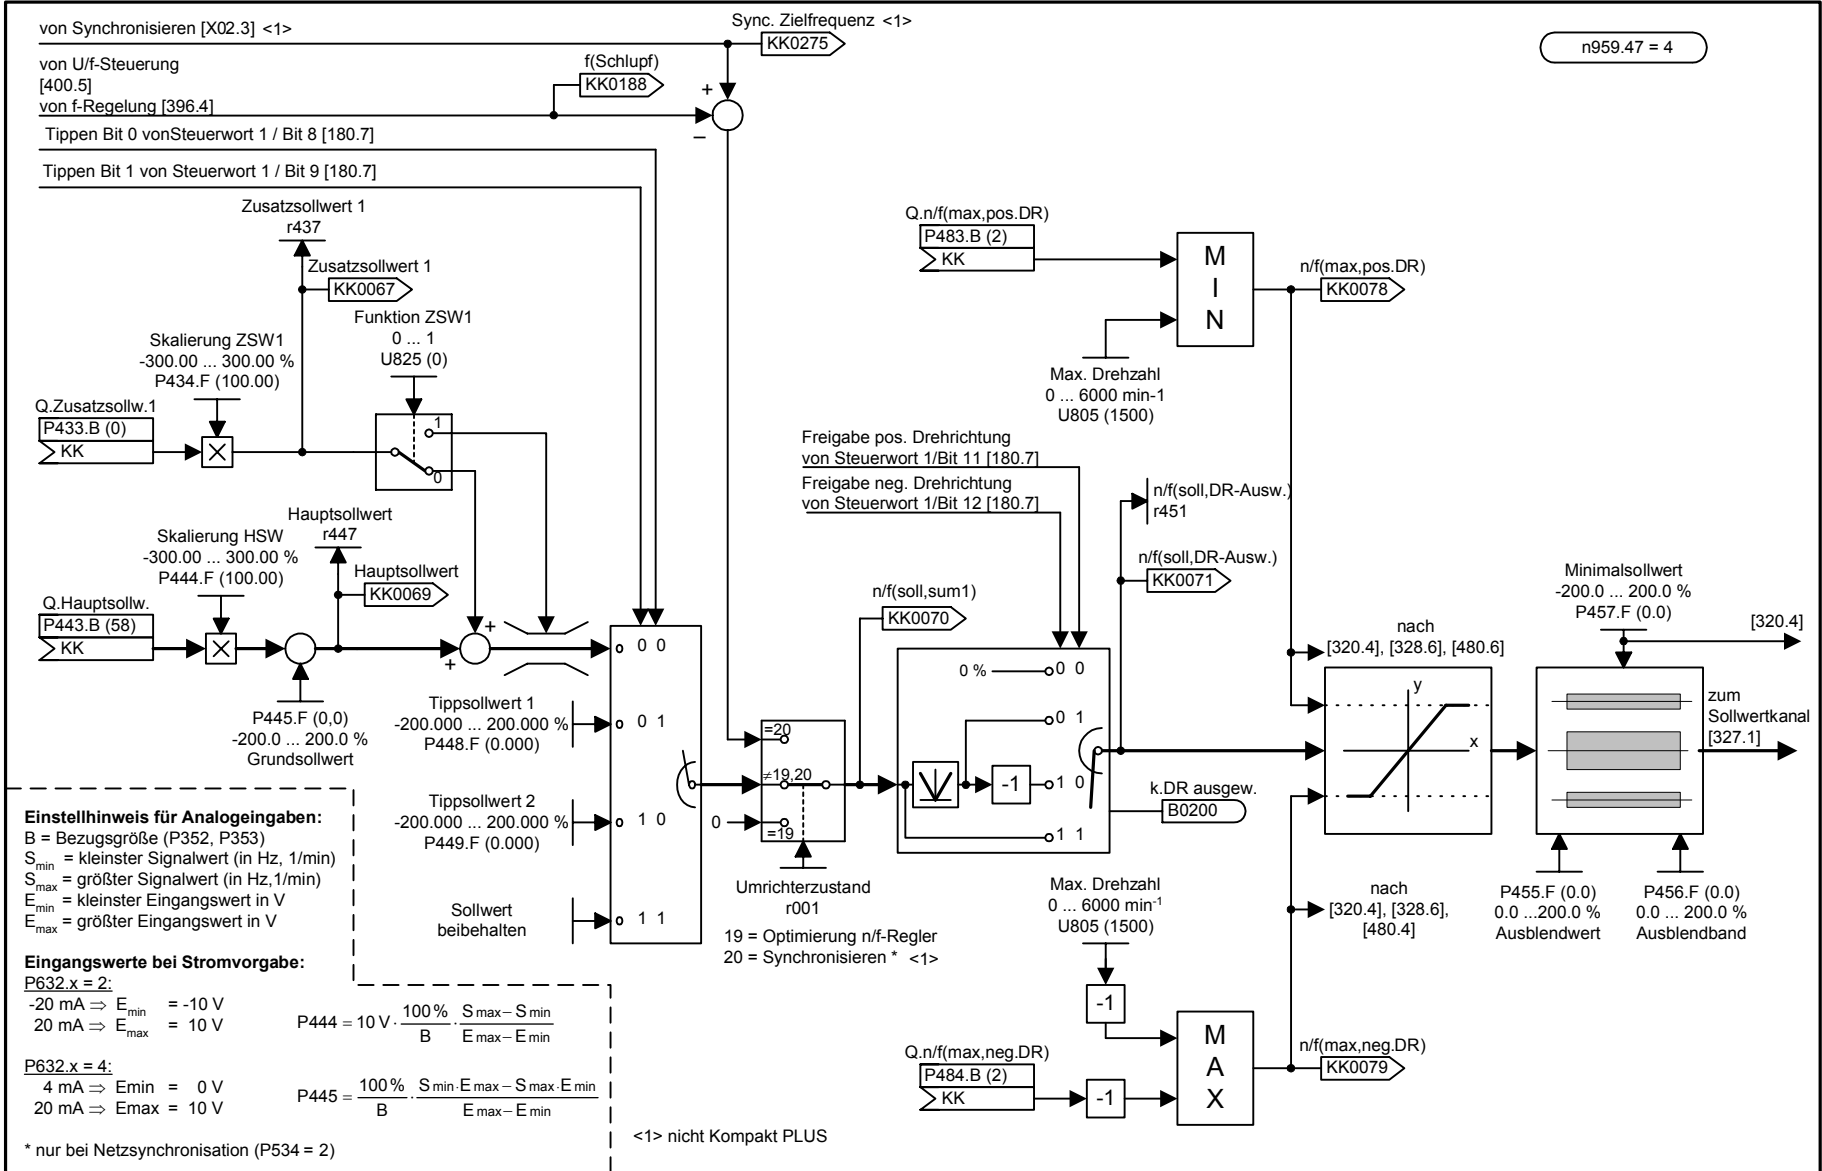 von Synchronisieren [X02.3] <1>
Sync. Zielfrequenz <1>
KK0275
n959.47 = 4
von U/f-Steuerung
[400.5]
von f-Regelung [396.4]
f(Schlupf)
KK0188
+
–
Tippen Bit 0 vonSteuerwort 1 / Bit 8 [180.7]
Tippen Bit 1 von Steuerwort 1 / Bit 9 [180.7]
Zusatzsollwert 1
r437
Zusatzsollwert 1
KK0067
Funktion ZSW1
0 ... 1
U825 (0)
1
0
Skalierung ZSW1
-300.00 ... 300.00 %
P434.F (100.00)
Q.Zusatzsollw.1
P433.B (0)
KK
Hauptsollwert
r447
Hauptsollwert
KK0069
Skalierung HSW
-300.00 ... 300.00 %
P444.F (100.00)
Q.Hauptsollw.
P443.B (58)
KK
+
+
P445.F (0,0)
-200.0 ... 200.0 %
Grundsollwert
0 0
Tippsollwert 1
-200.000 ... 200.000 %
P448.F (0.000)
0 1
Tippsollwert 2
-200.000 ... 200.000 %
P449.F (0.000)
1 0
Sollwert
beibehalten
1 1
=20
≠19,20
0
=19
Umrichterzustand
r001
19 = Optimierung n/f-Regler
20 = Synchronisieren * <1>
n/f(soll,sum1)
KK0070
Freigabe pos. Drehrichtung
von Steuerwort 1/Bit 11 [180.7]
Freigabe neg. Drehrichtung
von Steuerwort 1/Bit 12 [180.7]
0 %
0 0
0 1
-1
1 0
1 1
n/f(soll,DR-Ausw.)
r451
n/f(soll,DR-Ausw.)
KK0071
k.DR ausgew.
B0200
Q.n/f(max,pos.DR)
P483.B (2)
KK
M
I
N
Max. Drehzahl
0 ... 6000 min-1
U805 (1500)
n/f(max,pos.DR)
KK0078
nach
[320.4], [328.6], [480.6]
y
x
Minimalsollwert
-200.0 ... 200.0 %
P457.F (0.0)
[320.4]
zum
Sollwertkanal
[327.1]
P455.F (0.0)
0.0 ...200.0 %
Ausblendwert
P456.F (0.0)
0.0 ... 200.0 %
Ausblendband
nach
[320.4], [328.6],
[480.4]
Max. Drehzahl
0 ... 6000 min-1
U805 (1500)
-1
Q.n/f(max,neg.DR)
P484.B (2)
KK
-1
M
A
X
n/f(max,neg.DR)
KK0079
Einstellhinweis für Analogeingaben:
B = Bezugsgröße (P352, P353)
Smin = kleinster Signalwert (in Hz, 1/min)
Smax = größter Signalwert (in Hz,1/min)
Emin = kleinster Eingangswert in V
Emax = größter Eingangswert in V
Eingangswerte bei Stromvorgabe:
P632.x = 2:
-20 mA ⇒ Emin = -10 V
20 mA ⇒ Emax = 10 V
P444 = 10 V · 100 % / B · Smax – Smin / Emax – Emin
P632.x = 4:
4 mA ⇒ Emin = 0 V
20 mA ⇒ Emax = 10 V
P445 = 100 % / B · Smin · Emax – Smax · Emin / Emax – Emin
* nur bei Netzsynchronisation (P534 = 2)
<1> nicht Kompakt PLUS